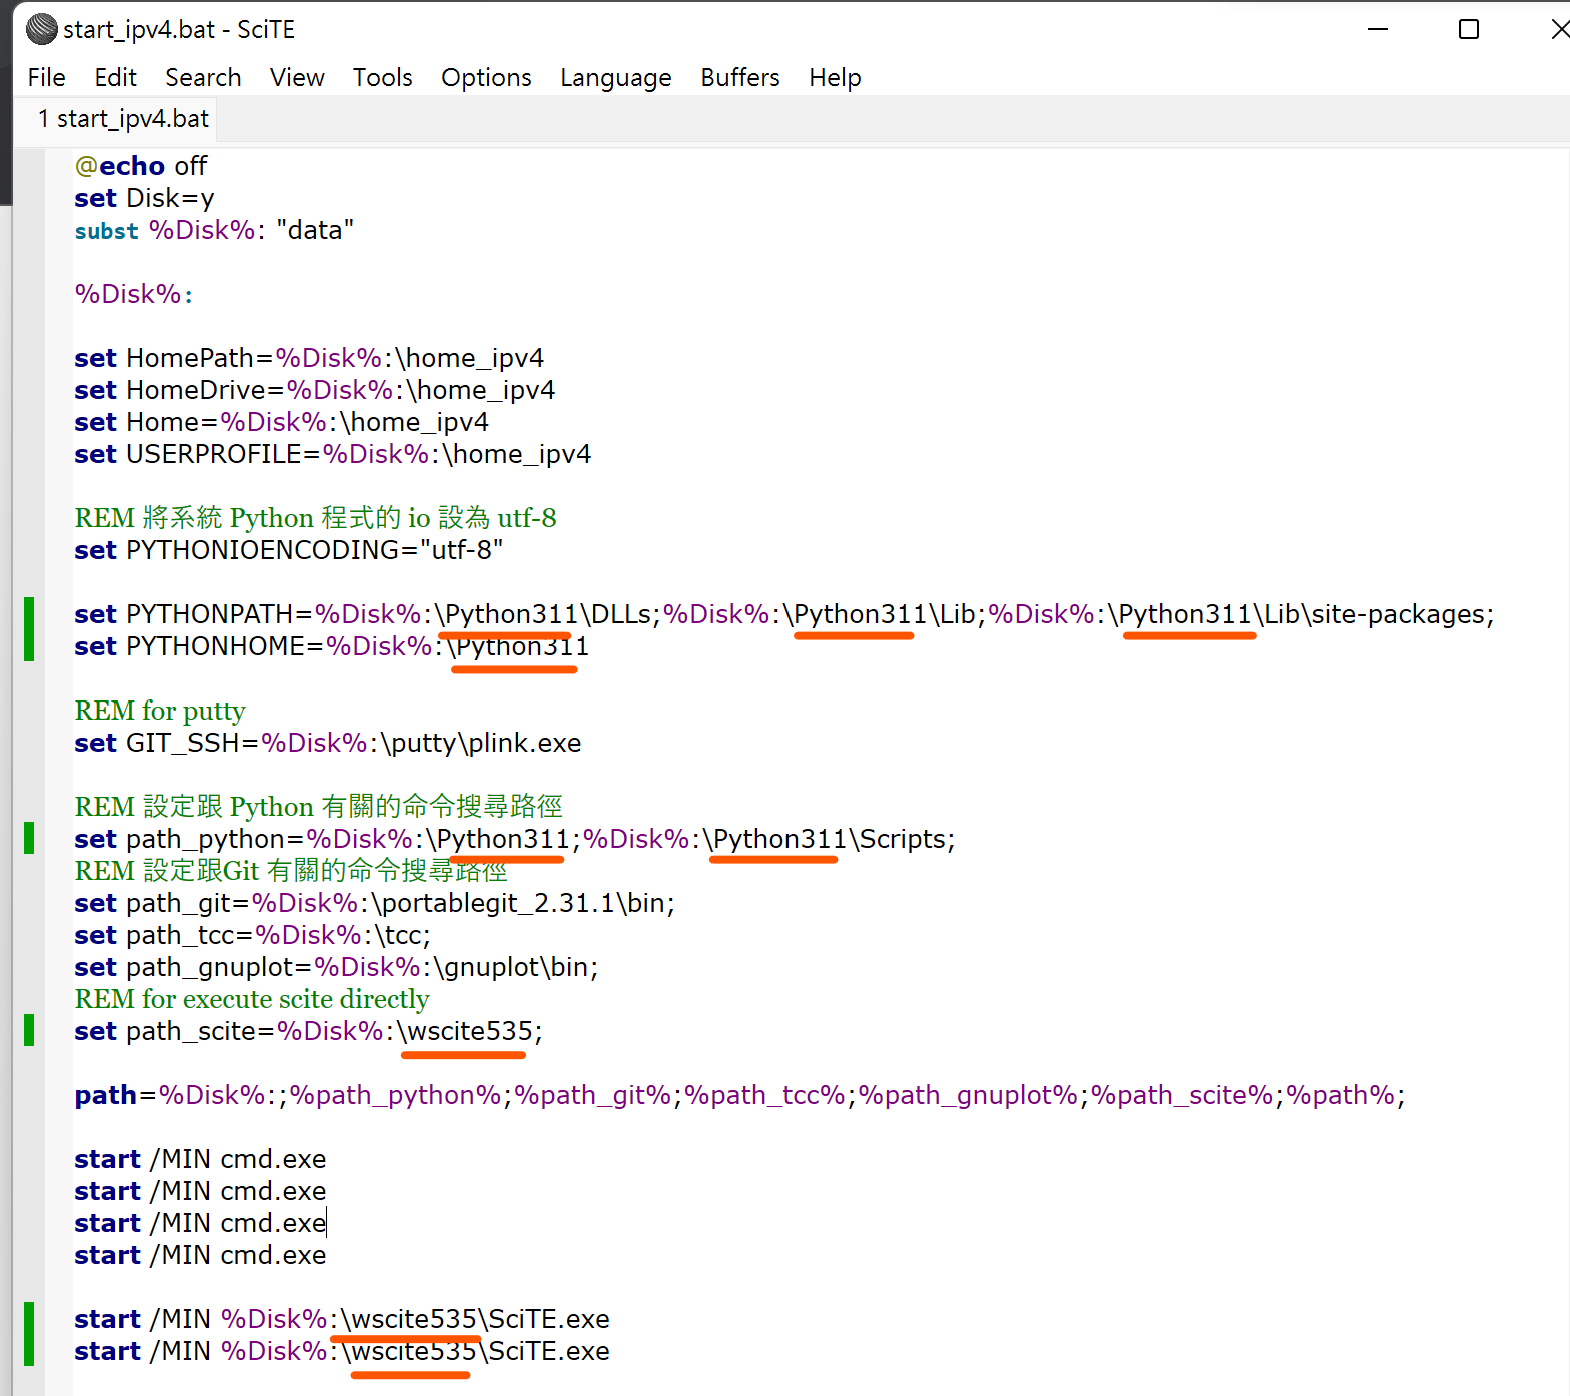 start_ipv4.bat - SciTE
File Edit Search View Tools Options Language Buffers Help
1 start_ipv4.bat
@echo off
set Disk=y
subst %Disk%: "data"
%Disk%:
set HomePath=%Disk%:\home_ipv4
set HomeDrive=%Disk%:\home_ipv4
set Home=%Disk%:\home_ipv4
set USERPROFILE=%Disk%:\home_ipv4
REM 將系統 Python 程式的 io 設為 utf-8
set PYTHONIOENCODING="utf-8"
set PYTHONPATH=%Disk%:\Python311\DLLs;%Disk%:\Python311\Lib;%Disk%:\Python311\Lib\site-packages;
set PYTHONHOME=%Disk%:\Python311
REM for putty
set GIT_SSH=%Disk%:\putty\plink.exe
REM 設定跟 Python 有關的命令搜尋路徑
set path_python=%Disk%:\Python311;%Disk%:\Python311\Scripts;
REM 設定跟Git 有關的命令搜尋路徑
set path_git=%Disk%:\portablegit_2.31.1\bin;
set path_tcc=%Disk%:\tcc;
set path_gnuplot=%Disk%:\gnuplot\bin;
REM for execute scite directly
set path_scite=%Disk%:\wscite535;
path=%Disk%:;%path_python%;%path_git%;%path_tcc%;%path_gnuplot%;%path_scite%;%path%;
start /MIN cmd.exe
start /MIN cmd.exe
start /MIN cmd.exe
start /MIN cmd.exe
start /MIN %Disk%:\wscite535\SciTE.exe
start /MIN %Disk%:\wscite535\SciTE.exe